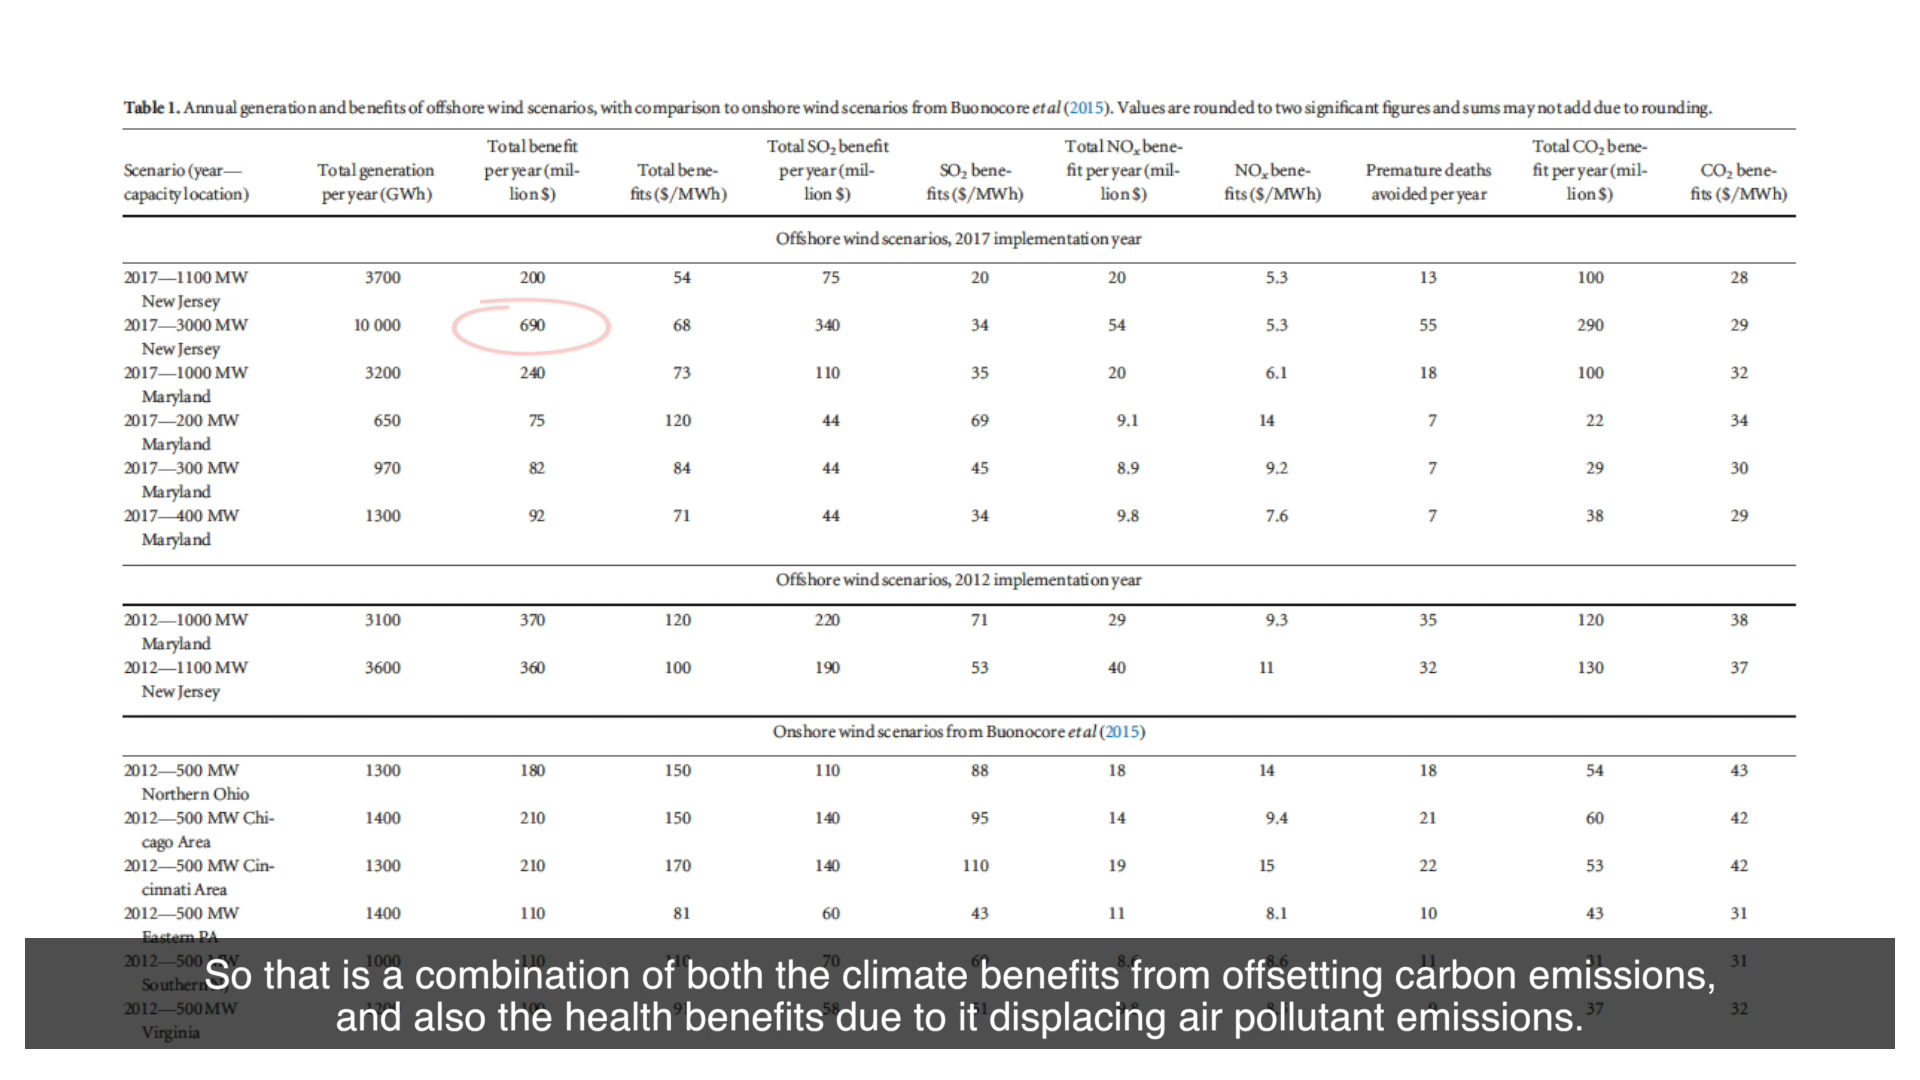 Table 1. Annual generation and benefits of offshore wind scenarios, with comparison to onshore wind scenarios from Buonocore et al (2015). Values are rounded to two significant figures and sums may not add due to rounding.
Scenario (year—capacity location) Total generation per year (GWh) Total benefit per year (million $) Total benefits ($/MWh) Total SO₂ benefit per year (million $) SO₂ benefits ($/MWh) Total NOₓ benefit per year (million $) NOₓ benefits ($/MWh) Premature deaths avoided per year Total CO₂ benefit per year (million $) CO₂ benefits ($/MWh)
Offshore wind scenarios, 2017 implementation year
2017—1100 MW New Jersey 3700 200 54 75 20 20 5.3 13 100 28
2017—3000 MW New Jersey 10 000 690 68 340 34 54 5.3 55 290 29
2017—1000 MW Maryland 3200 240 73 110 35 20 6.1 18 100 32
2017—200 MW Maryland 650 75 120 44 69 9.1 14 7 22 34
2017—300 MW Maryland 970 82 84 44 45 8.9 9.2 7 29 30
2017—400 MW Maryland 1300 92 71 44 34 9.8 7.6 7 38 29
Offshore wind scenarios, 2012 implementation year
2012—1000 MW Maryland 3100 370 120 220 71 29 9.3 35 120 38
2012—1100 MW New Jersey 3600 360 100 190 53 40 11 32 130 37
Onshore wind scenarios from Buonocore et al (2015)
2012—500 MW Northern Ohio 1300 180 150 110 88 18 14 18 54 43
2012—500 MW Chicago Area 1400 210 150 140 95 14 9.4 21 60 42
2012—500 MW Cincinnati Area 1300 210 170 140 110 19 15 22 53 42
2012—500 MW Eastern PA 1400 110 81 60 43 11 8.1 10 43 31
2012—500 1000 110 70 31
2012—500MW Virginia 37 32
So that is a combination of both the climate benefits from offsetting carbon emissions,
and also the health benefits due to it displacing air pollutant emissions.